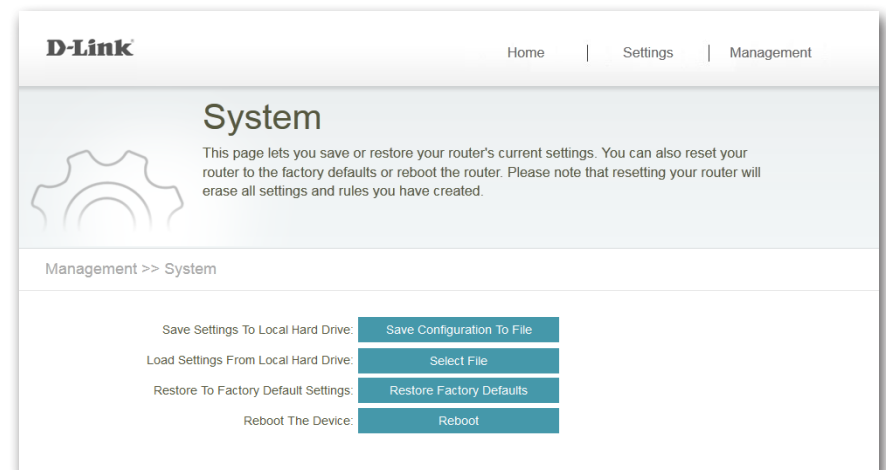 D-Link
Home | Settings | Management
System
This page lets you save or restore your router's current settings. You can also reset your
router to the factory defaults or reboot the router. Please note that resetting your router will
erase all settings and rules you have created.
Management >> System
Save Settings To Local Hard Drive: Save Configuration To File
Load Settings From Local Hard Drive: Select File
Restore To Factory Default Settings: Restore Factory Defaults
Reboot The Device: Reboot